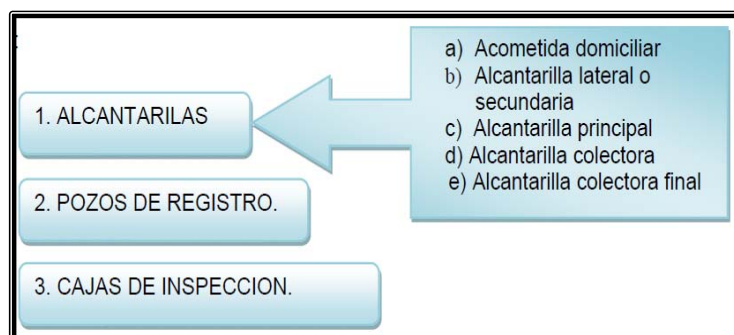 1. ALCANTARILAS
2. POZOS DE REGISTRO.
3. CAJAS DE INSPECCION.
a) Acometida domiciliar
b) Alcantarilla lateral o
secundaria
c) Alcantarilla principal
d) Alcantarilla colectora
e) Alcantarilla colectora final